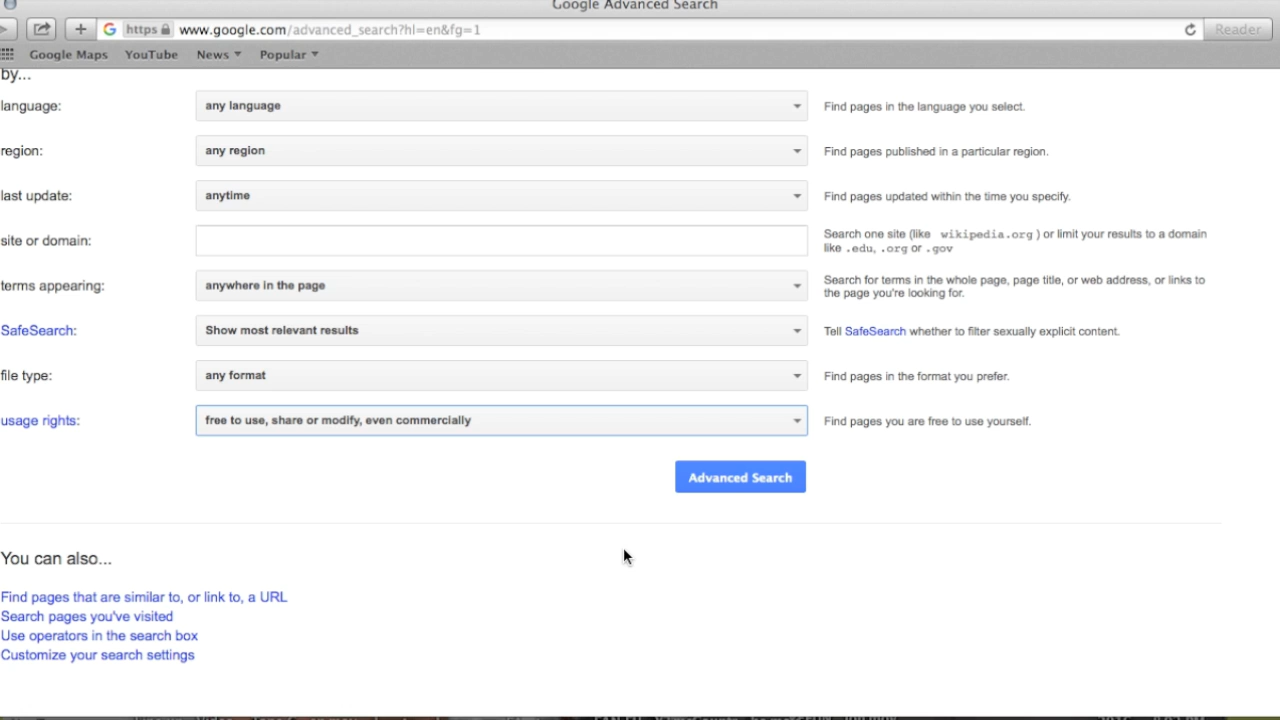 Google Advanced Search
https www.google.com/advanced_search?hl=en&fg=1
Reader
Google Maps YouTube News Popular
by...
language: any language Find pages in the language you select.
region: any region Find pages published in a particular region.
last update: anytime Find pages updated within the time you specify.
site or domain: Search one site (like wikipedia.org ) or limit your results to a domain
like .edu, .org or .gov
terms appearing: anywhere in the page Search for terms in the whole page, page title, or web address, or links to
the page you're looking for.
SafeSearch: Show most relevant results Tell SafeSearch whether to filter sexually explicit content.
file type: any format Find pages in the format you prefer.
usage rights: free to use, share or modify, even commercially Find pages you are free to use yourself.
Advanced Search
You can also...
Find pages that are similar to, or link to, a URL
Search pages you've visited
Use operators in the search box
Customize your search settings